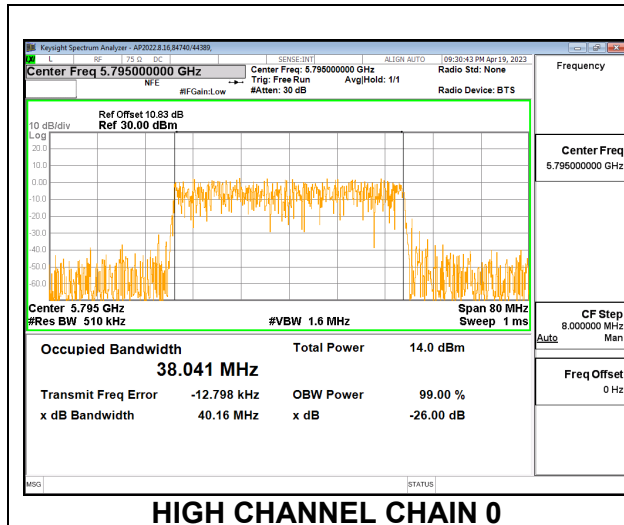 Keysight Spectrum Analyzer - AP2022.8.16,84740/44389,
L RF 75 Ω DC SENSE:INT ALIGN AUTO 09:30:43 PM Apr 19, 2023
Center Freq 5.795000000 GHz Center Freq: 5.795000000 GHz Radio Std: None Frequency
NFE Trig: Free Run Avg|Hold: 1/1
#IFGain:Low #Atten: 30 dB Radio Device: BTS
Ref Offset 10.83 dB
10 dB/div Ref 30.00 dBm
Log
20.0
10.0
0.00
-10.0
-20.0
-30.0
-40.0
-50.0
-60.0
Center Freq
5.795000000 GHz
Center 5.795 GHz Span 80 MHz
#Res BW 510 kHz #VBW 1.6 MHz Sweep 1 ms
CF Step
8.000000 MHz
Auto Man
Occupied Bandwidth Total Power 14.0 dBm
38.041 MHz
Freq Offset
0 Hz
Transmit Freq Error -12.798 kHz OBW Power 99.00 %
x dB Bandwidth 40.16 MHz x dB -26.00 dB
MSG STATUS
HIGH CHANNEL CHAIN 0